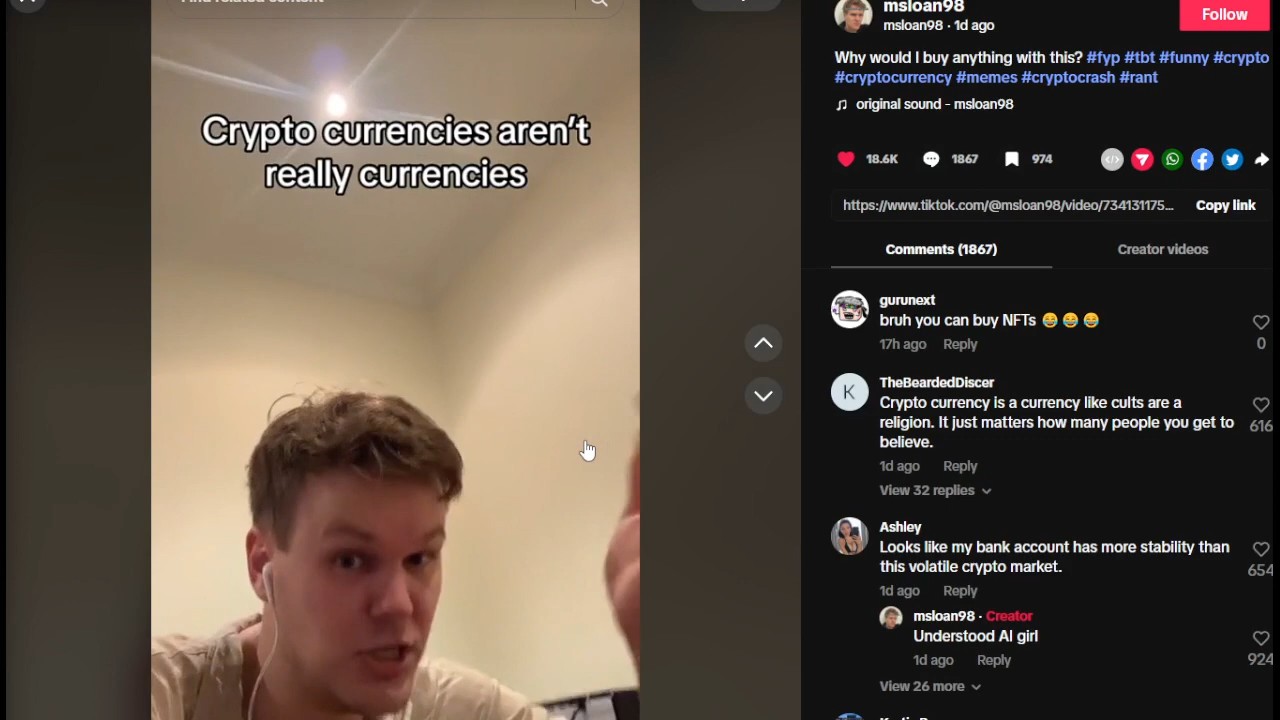 Find related content
Crypto currencies aren't
really currencies
msloan98
msloan98 · 1d ago
Follow
Why would I buy anything with this? #fyp #tbt #funny #crypto
#cryptocurrency #memes #cryptocrash #rant
original sound - msloan98
18.6K
1867
974
https://www.tiktok.com/@msloan98/video/734131175...
Copy link
Comments (1867)
Creator videos
gurunext
bruh you can buy NFTs 😂 😂 😂
17h ago
Reply
0
K
TheBeardedDiscer
Crypto currency is a currency like cults are a
religion. It just matters how many people you get to
believe.
616
1d ago
Reply
View 32 replies
Ashley
Looks like my bank account has more stability than
this volatile crypto market.
654
1d ago
Reply
msloan98 · Creator
Understood AI girl
924
1d ago
Reply
View 26 more